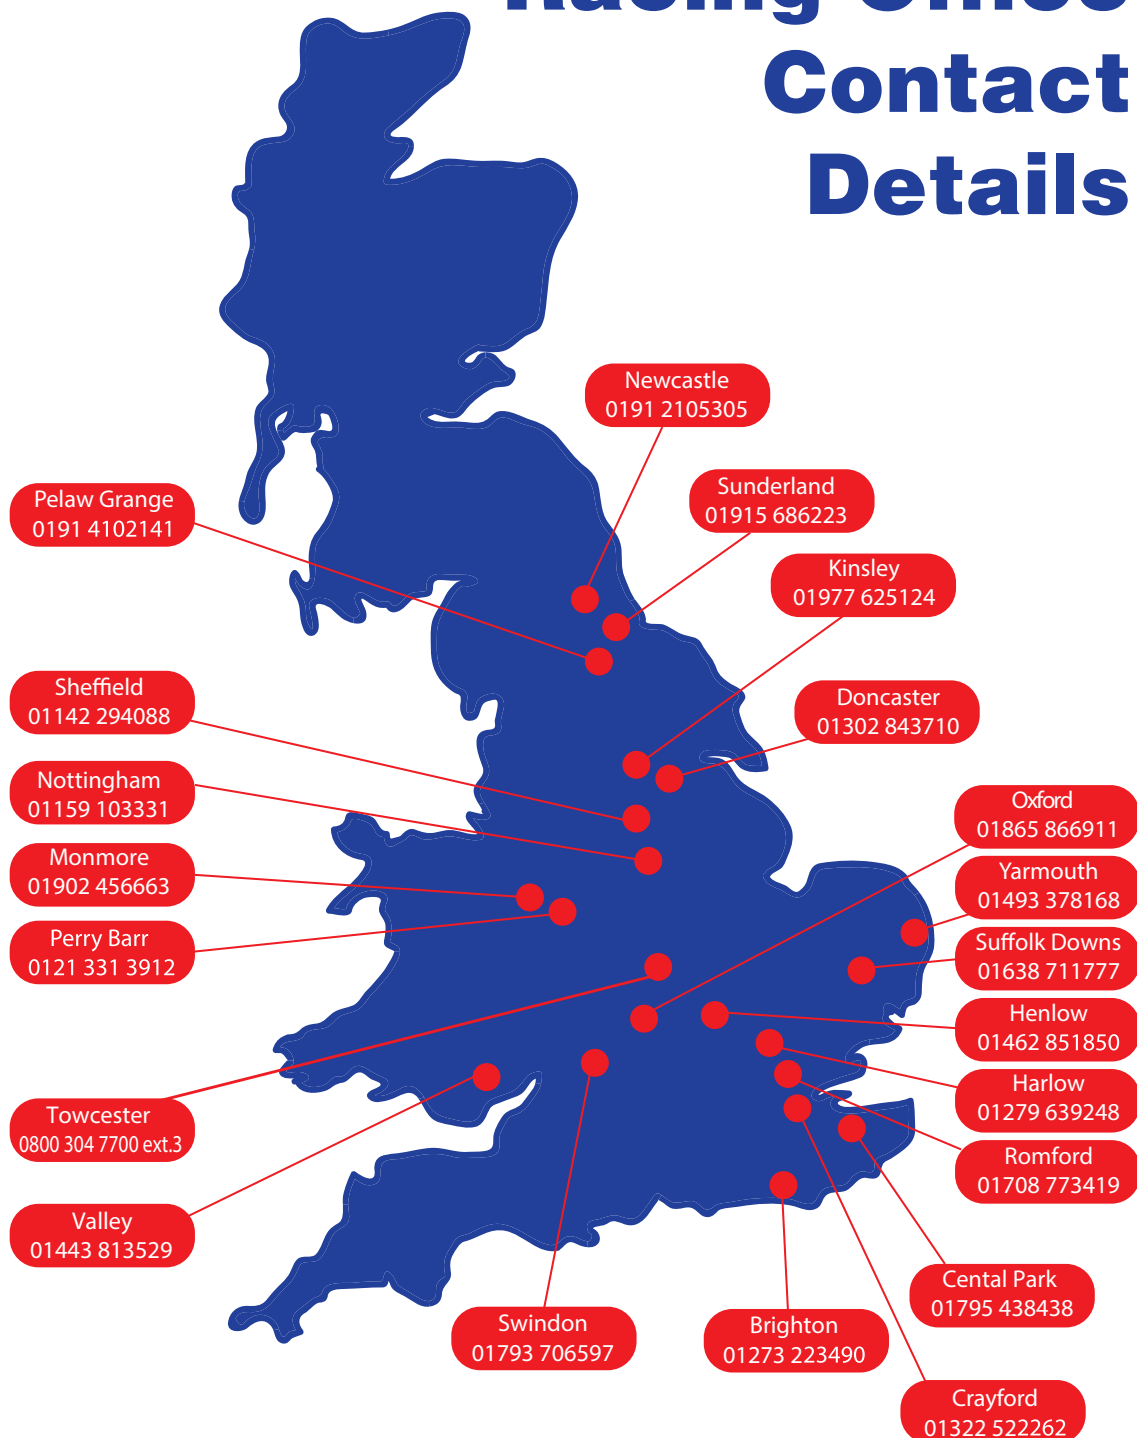 Racing Office
Contact
Details
Newcastle
0191 2105305
Sunderland
01915 686223
Pelaw Grange
0191 4102141
Kinsley
01977 625124
Sheffield
01142 294088
Doncaster
01302 843710
Nottingham
01159 103331
Oxford
01865 866911
Monmore
01902 456663
Yarmouth
01493 378168
Perry Barr
0121 331 3912
Suffolk Downs
01638 711777
Henlow
01462 851850
Harlow
01279 639248
Towcester
0800 304 7700 ext.3
Romford
01708 773419
Valley
01443 813529
Cental Park
01795 438438
Swindon
01793 706597
Brighton
01273 223490
Crayford
01322 522262